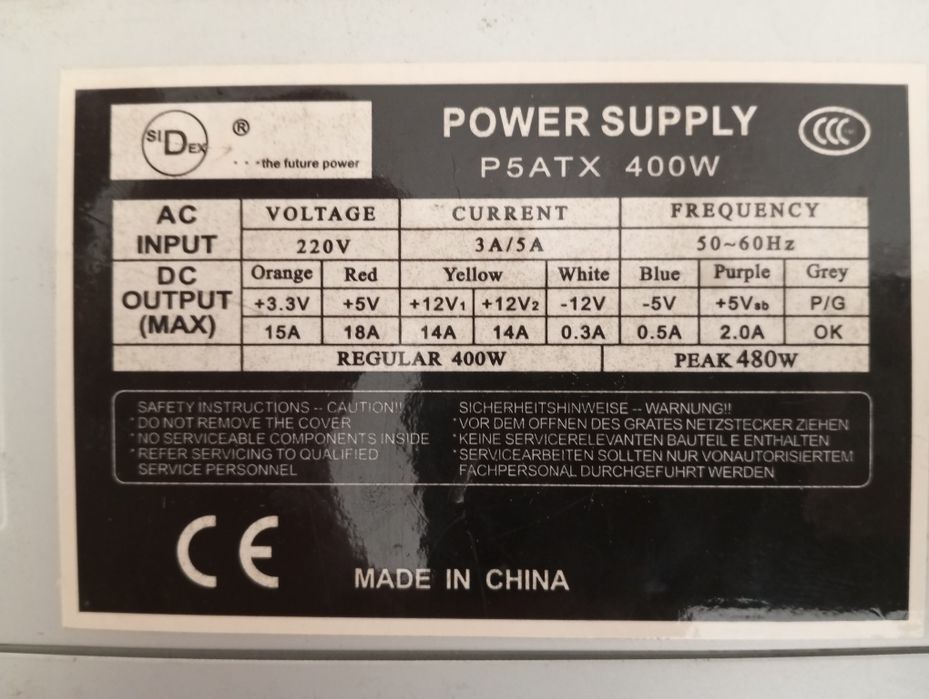 SIDEX ®
...the future power
POWER SUPPLY
P5ATX 400W
CCC
AC INPUT VOLTAGE CURRENT FREQUENCY
220V 3A/5A 50~60Hz
DC OUTPUT (MAX) Orange Red Yellow White Blue Purple Grey
+3.3V +5V +12V1 +12V2 -12V -5V +5Vsb P/G
15A 18A 14A 14A 0.3A 0.5A 2.0A OK
REGULAR 400W PEAK 480W
SAFETY INSTRUCTIONS -- CAUTION!!
*DO NOT REMOVE THE COVER
*NO SERVICEABLE COMPONENTS INSIDE
*REFER SERVICING TO QUALIFIED
SERVICE PERSONNEL
SICHERHEITSHINWEISE -- WARNUNG!!
*VOR DEM OFFNEN DES GRATES NETZSTECKER ZIEHEN
*KEINE SERVICERELEVANTEN BAUTEIL E ENTHALTEN
*SERVICEARBEITEN SOLLTEN NUR VONAUTORISIERTEM
FACHPERSONAL DURCHGEFUHRT WERDEN
CE
MADE IN CHINA